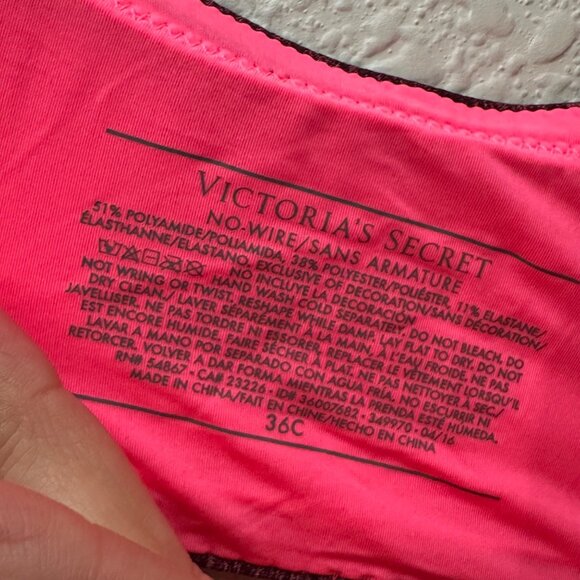 VICTORIA'S SECRET
NO-WIRE/SANS ARMATURE
51% POLYAMIDE/POLIAMIDA, 38% POLYESTER/POLIÉSTER, 11% ELASTANE/
ÉLASTHANNE/ELASTANO, EXCLUSIVE OF DECORATION/SANS DÉCORATION/
NO INCLUYE LA DECORACIÓN
HAND WASH COLD SEPARATELY. DO NOT BLEACH. DO
NOT WRING OR TWIST, RESHAPE WHILE DAMP. LAY FLAT TO DRY. DO NOT
DRY CLEAN/ LAVER SÉPARÉMENT À LA MAIN À L'EAU FROIDE. NE PAS
JAVELLISER. NE PAS TORDRE NI ESSORER, REPLACER LE VÊTEMENT LORSQU'IL
EST ENCORE HUMIDE, FAIRE SÉCHER À PLAT. NE PAS NETTOYER À SEC/
LAVAR A MANO POR SEPARADO CON AGUA FRIA. NO ESCURRIR NI
RETORCER. VOLVER A DAR FORMA MIENTRAS LA PRENDA ESTÉ HUMEDA.
RN# 54867 - CA# 23226 - ID# 36007682 - 349970 - 04/16
MADE IN CHINA/FAIT EN CHINE/HECHO EN CHINA
36C